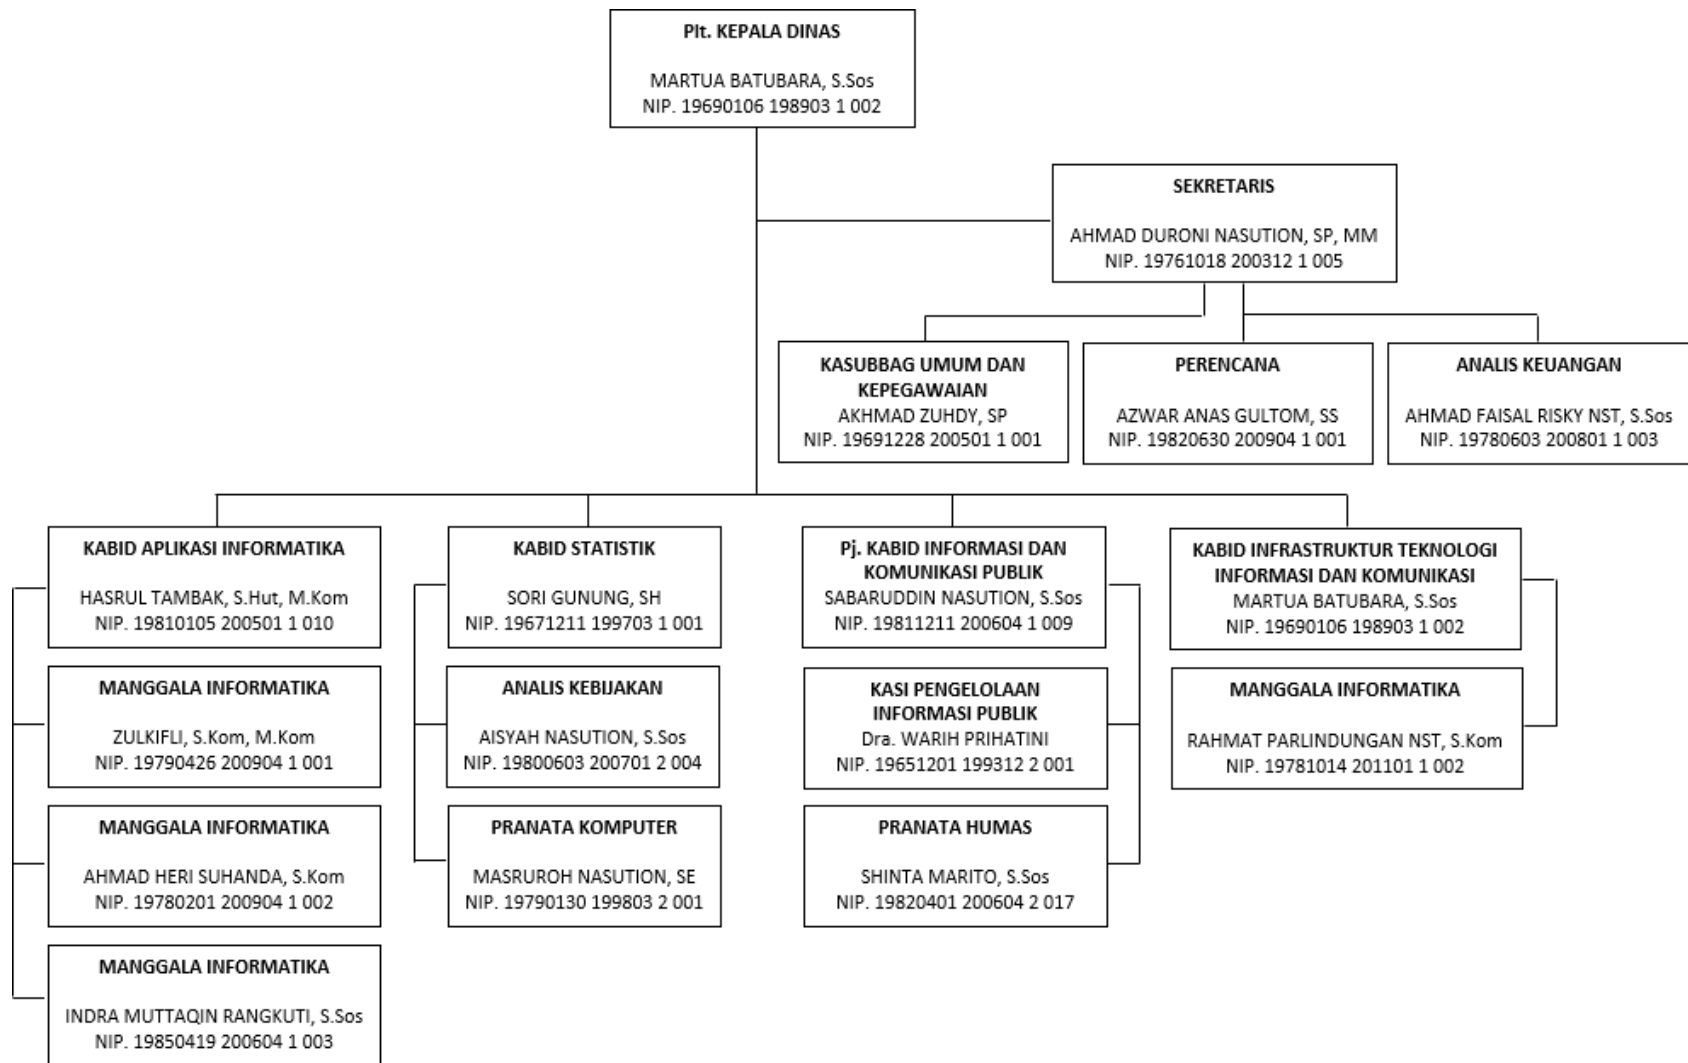 Plt. KEPALA DINAS
MARTUA BATUBARA, S.Sos
NIP. 19690106 198903 1 002
SEKRETARIS
AHMAD DURONI NASUTION, SP, MM
NIP. 19761018 200312 1 005
KASUBBAG UMUM DAN
KEPEGAWAIAN
AKHMAD ZUHDY, SP
NIP. 19691228 200501 1 001
PERENCANA
AZWAR ANAS GULTOM, SS
NIP. 19820630 200904 1 001
ANALIS KEUANGAN
AHMAD FAISAL RISKY NST, S.Sos
NIP. 19780603 200801 1 003
KABID APLIKASI INFORMATIKA
HASRUL TAMBAK, S.Hut, M.Kom
NIP. 19810105 200501 1 010
MANGGALA INFORMATIKA
ZULKIFLI, S.Kom, M.Kom
NIP. 19790426 200904 1 001
MANGGALA INFORMATIKA
AHMAD HERI SUHANDA, S.Kom
NIP. 19780201 200904 1 002
MANGGALA INFORMATIKA
INDRA MUTTAQIN RANGKUTI, S.Sos
NIP. 19850419 200604 1 003
KABID STATISTIK
SORI GUNUNG, SH
NIP. 19671211 199703 1 001
ANALIS KEBIJAKAN
AISYAH NASUTION, S.Sos
NIP. 19800603 200701 2 004
PRANATA KOMPUTER
MASRUROH NASUTION, SE
NIP. 19790130 199803 2 001
Pj. KABID INFORMASI DAN
KOMUNIKASI PUBLIK
SABARUDDIN NASUTION, S.Sos
NIP. 19811211 200604 1 009
KASI PENGELOLAAN
INFORMASI PUBLIK
Dra. WARIH PRIHATINI
NIP. 19651201 199312 2 001
PRANATA HUMAS
SHINTA MARITO, S.Sos
NIP. 19820401 200604 2 017
KABID INFRASTRUKTUR TEKNOLOGI
INFORMASI DAN KOMUNIKASI
MARTUA BATUBARA, S.Sos
NIP. 19690106 198903 1 002
MANGGALA INFORMATIKA
RAHMAT PARLINDUNGAN NST, S.Kom
NIP. 19781014 201101 1 002